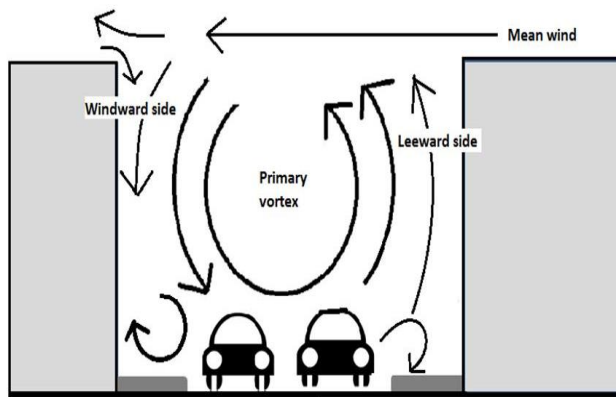 Mean wind
Windward side
Leeward side
Primary
vortex